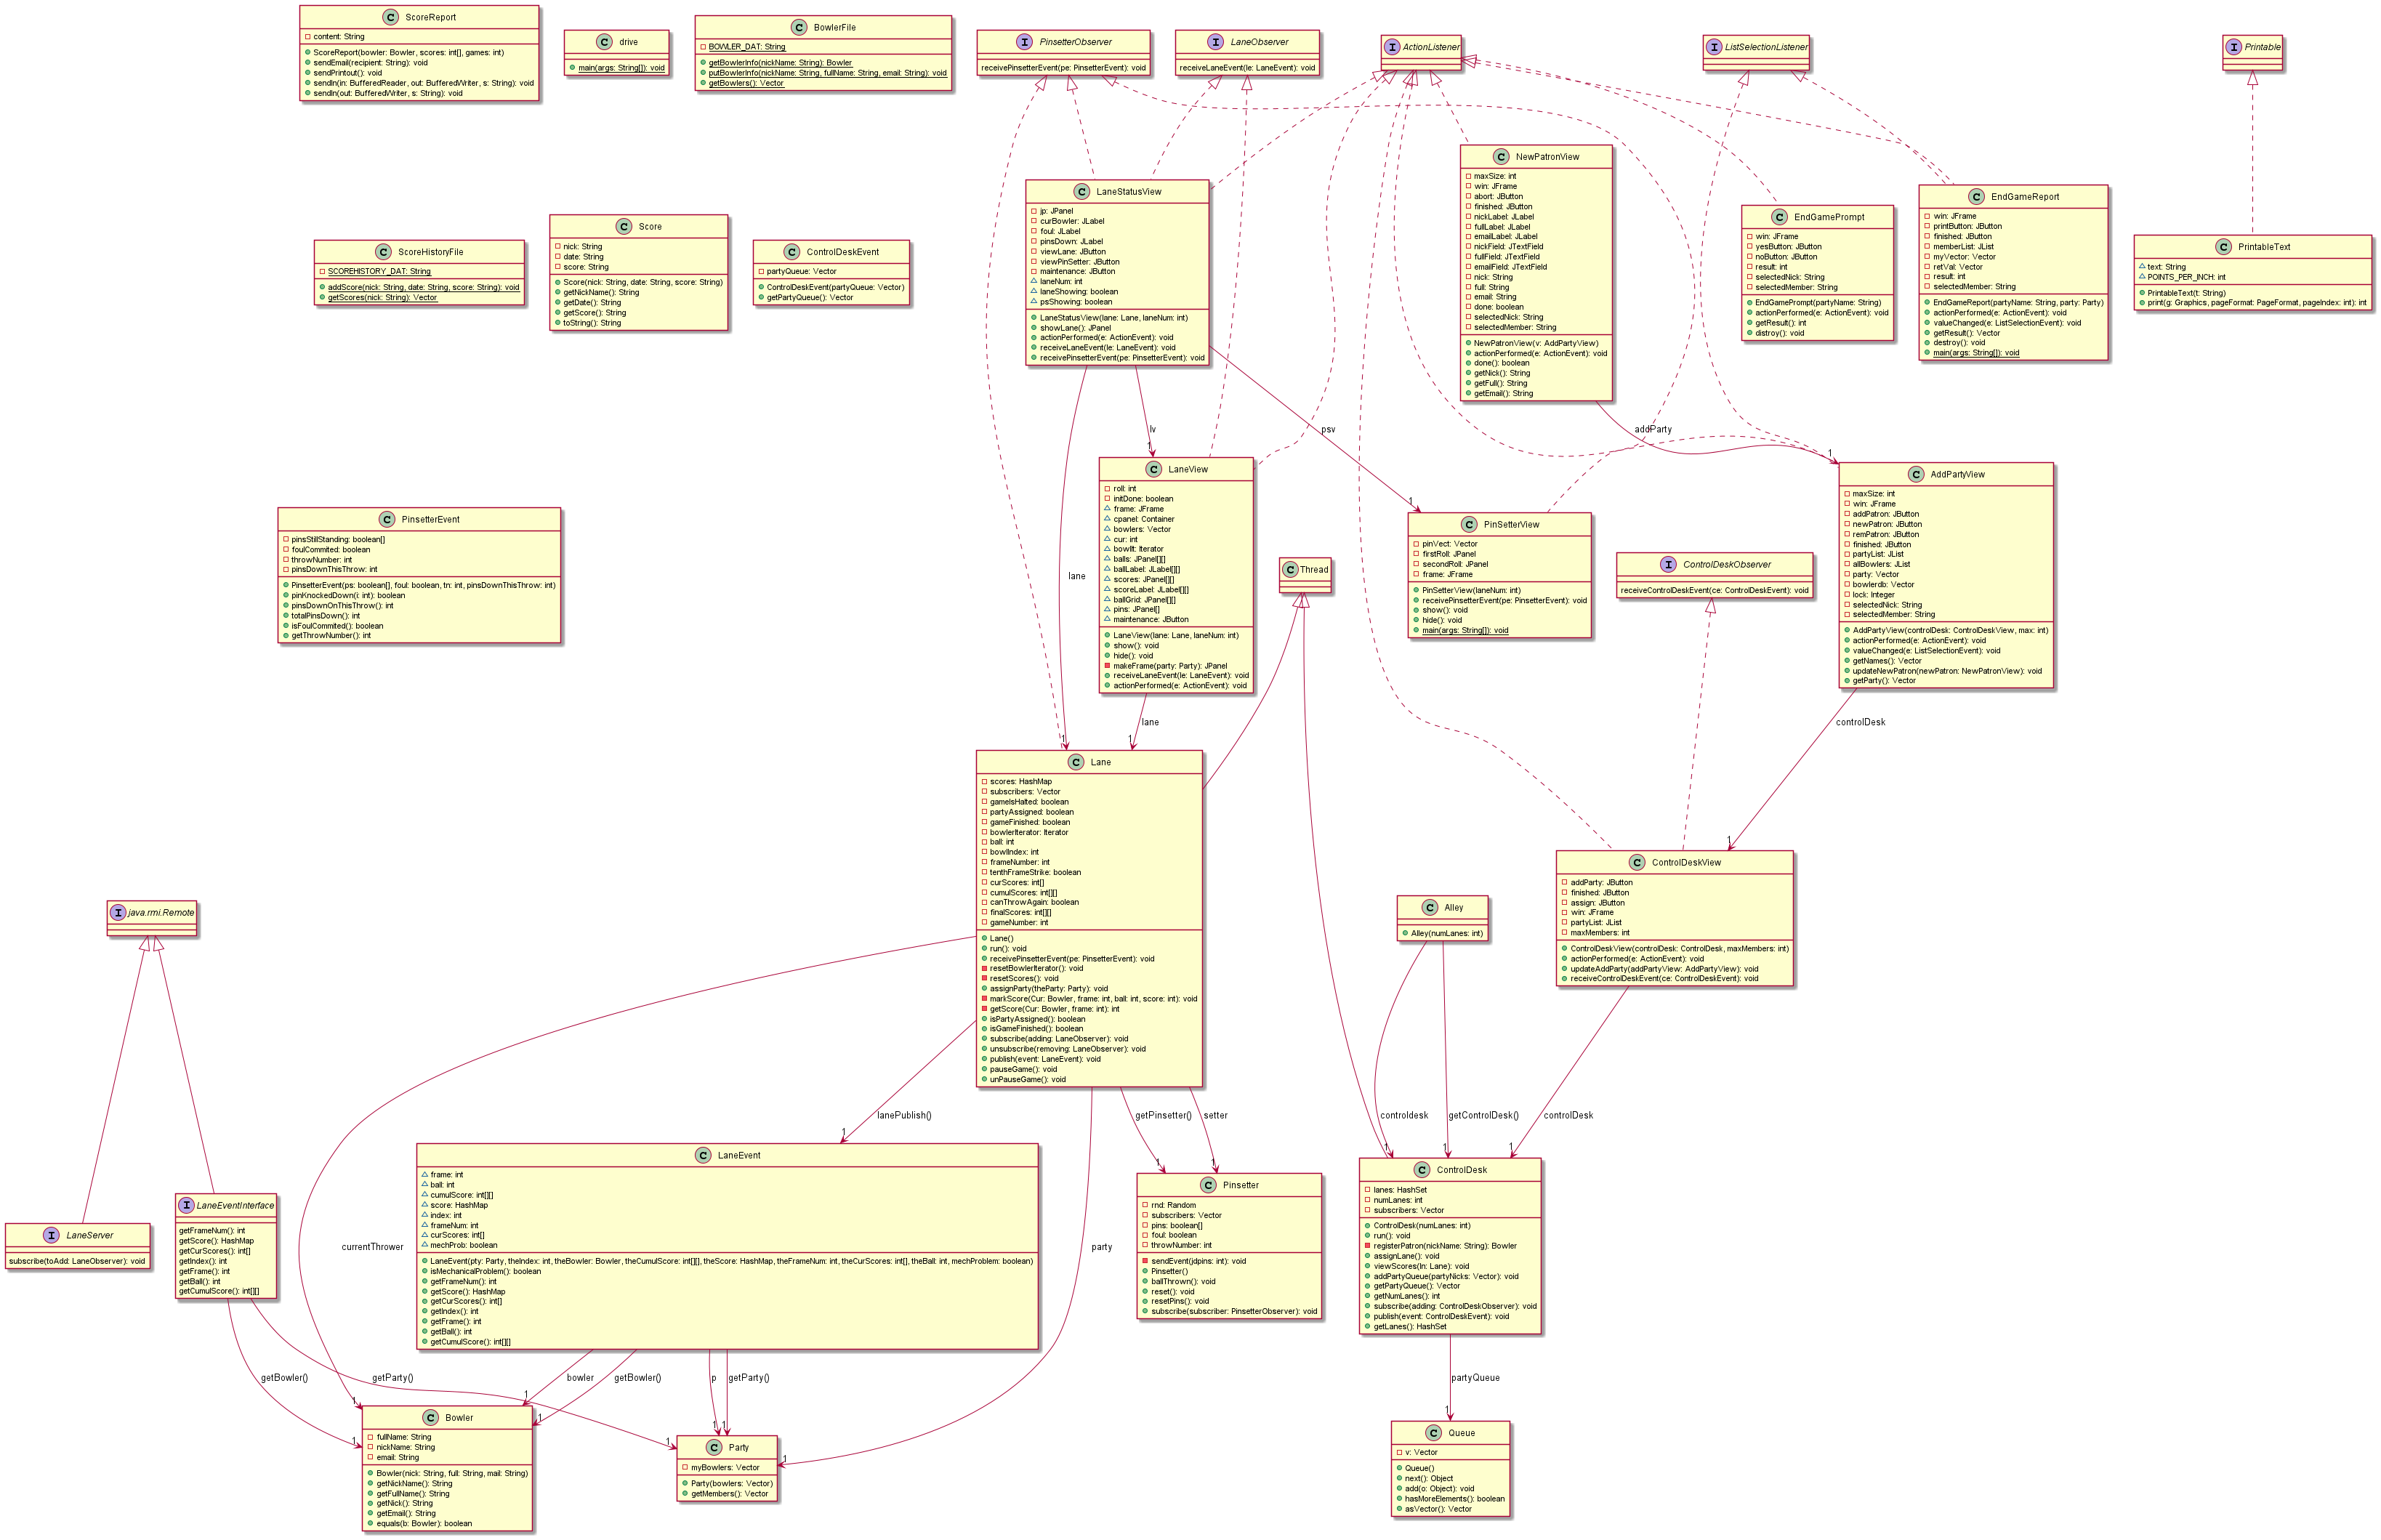 C ScoreReport
content: String
ScoreReport(bowler: Bowler, scores: int[], games: int)
sendEmail(recipient: String): void
sendPrintout(): void
sendln(in: BufferedReader, out: BufferedWriter, s: String): void
sendln(out: BufferedWriter, s: String): void
C drive
main(args: String[]): void
C BowlerFile
BOWLER_DAT: String
getBowlerInfo(nickName: String): Bowler
putBowlerInfo(nickName: String, fullName: String, email: String): void
getBowlers(): Vector
I PinsetterObserver
receivePinsetterEvent(pe: PinsetterEvent): void
I LaneObserver
receiveLaneEvent(le: LaneEvent): void
I ActionListener
I ListSelectionListener
I Printable
C ScoreHistoryFile
SCOREHISTORY_DAT: String
addScore(nick: String, date: String, score: String): void
getScores(nick: String): Vector
C Score
nick: String
date: String
score: String
Score(nick: String, date: String, score: String)
getNickName(): String
getDate(): String
getScore(): String
toString(): String
C ControlDeskEvent
partyQueue: Vector
ControlDeskEvent(partyQueue: Vector)
getPartyQueue(): Vector
C LaneStatusView
jp: JPanel
curBowler: JLabel
foul: JLabel
pinsDown: JLabel
viewLane: JButton
viewPinSetter: JButton
maintenance: JButton
laneNum: int
laneShowing: boolean
psShowing: boolean
LaneStatusView(lane: Lane, laneNum: int)
showLane(): JPanel
actionPerformed(e: ActionEvent): void
receiveLaneEvent(le: LaneEvent): void
receivePinsetterEvent(pe: PinsetterEvent): void
C NewPatronView
maxSize: int
win: JFrame
abort: JButton
finished: JButton
nickLabel: JLabel
fullLabel: JLabel
emailLabel: JLabel
nickField: JTextField
fullField: JTextField
emailField: JTextField
nick: String
full: String
email: String
done: boolean
selectedNick: String
selectedMember: String
NewPatronView(v: AddPartyView)
actionPerformed(e: ActionEvent): void
done(): boolean
getNick(): String
getFull(): String
getEmail(): String
C EndGamePrompt
win: JFrame
yesButton: JButton
noButton: JButton
result: int
selectedNick: String
selectedMember: String
EndGamePrompt(partyName: String)
actionPerformed(e: ActionEvent): void
getResult(): int
distroy(): void
C EndGameReport
win: JFrame
printButton: JButton
finished: JButton
memberList: JList
myVector: Vector
retVal: Vector
result: int
selectedMember: String
EndGameReport(partyName: String, party: Party)
actionPerformed(e: ActionEvent): void
valueChanged(e: ListSelectionEvent): void
getResult(): Vector
destroy(): void
main(args: String[]): void
C PrintableText
text: String
POINTS_PER_INCH: int
PrintableText(t: String)
print(g: Graphics, pageFormat: PageFormat, pageIndex: int): int
lv
1
psv
1
addParty
1
C PinsetterEvent
pinsStillStanding: boolean[]
foulCommited: boolean
throwNumber: int
pinsDownThisThrow: int
PinsetterEvent(ps: boolean[], foul: boolean, tn: int, pinsDownThisThrow: int)
pinKnockedDown(i: int): boolean
pinsDownOnThisThrow(): int
totalPinsDown(): int
isFoulCommited(): boolean
getThrowNumber(): int
lane
1
C LaneView
roll: int
initDone: boolean
frame: JFrame
cpanel: Container
bowlers: Vector
cur: int
bowlIt: Iterator
balls: JPanel[][]
ballLabel: JLabel[][]
scores: JPanel[][]
scoreLabel: JLabel[][]
ballGrid: JPanel[][]
pins: JPanel[]
maintenance: JButton
LaneView(lane: Lane, laneNum: int)
show(): void
hide(): void
makeFrame(party: Party): JPanel
receiveLaneEvent(le: LaneEvent): void
actionPerformed(e: ActionEvent): void
C Thread
C PinSetterView
pinVect: Vector
firstRoll: JPanel
secondRoll: JPanel
frame: JFrame
PinSetterView(laneNum: int)
receivePinsetterEvent(pe: PinsetterEvent): void
show(): void
hide(): void
main(args: String[]): void
I ControlDeskObserver
receiveControlDeskEvent(ce: ControlDeskEvent): void
C AddPartyView
maxSize: int
win: JFrame
addPatron: JButton
newPatron: JButton
remPatron: JButton
finished: JButton
partyList: JList
allBowlers: JList
party: Vector
bowlerdb: Vector
lock: Integer
selectedNick: String
selectedMember: String
AddPartyView(controlDesk: ControlDeskView, max: int)
actionPerformed(e: ActionEvent): void
valueChanged(e: ListSelectionEvent): void
getNames(): Vector
updateNewPatron(newPatron: NewPatronView): void
getParty(): Vector
lane
1
controlDesk
1
C Lane
scores: HashMap
subscribers: Vector
gameIsHalted: boolean
partyAssigned: boolean
gameFinished: boolean
bowlerIterator: Iterator
ball: int
bowlIndex: int
frameNumber: int
tenthFrameStrike: boolean
curScores: int[]
cumulScores: int[][]
canThrowAgain: boolean
finalScores: int[][]
gameNumber: int
Lane()
run(): void
receivePinsetterEvent(pe: PinsetterEvent): void
resetBowlerIterator(): void
resetScores(): void
assignParty(theParty: Party): void
markScore(Cur: Bowler, frame: int, ball: int, score: int): void
getScore(Cur: Bowler, frame: int): int
isPartyAssigned(): boolean
isGameFinished(): boolean
subscribe(adding: LaneObserver): void
unsubscribe(removing: LaneObserver): void
publish(event: LaneEvent): void
pauseGame(): void
unPauseGame(): void
C ControlDeskView
addParty: JButton
finished: JButton
assign: JButton
win: JFrame
partyList: JList
maxMembers: int
ControlDeskView(controlDesk: ControlDesk, maxMembers: int)
actionPerformed(e: ActionEvent): void
updateAddParty(addPartyView: AddPartyView): void
receiveControlDeskEvent(ce: ControlDeskEvent): void
C Alley
Alley(numLanes: int)
I java.rmi.Remote
lanePublish()
1
getPinsetter()
1
setter
1
controldesk
1
getControlDesk()
1
controlDesk
1
I LaneServer
subscribe(toAdd: LaneObserver): void
I LaneEventInterface
getFrameNum(): int
getScore(): HashMap
getCurScores(): int[]
getIndex(): int
getFrame(): int
getBall(): int
getCumulScore(): int[][]
currentThrower
1
C LaneEvent
frame: int
ball: int
cumulScore: int[][]
score: HashMap
index: int
frameNum: int
curScores: int[]
mechProb: boolean
LaneEvent(pty: Party, theIndex: int, theBowler: Bowler, theCumulScore: int[][], theScore: HashMap, theFrameNum: int, theCurScores: int[], theBall: int, mechProblem: boolean)
isMechanicalProblem(): boolean
getFrameNum(): int
getScore(): HashMap
getCurScores(): int[]
getIndex(): int
getFrame(): int
getBall(): int
getCumulScore(): int[][]
C Pinsetter
rnd: Random
subscribers: Vector
pins: boolean[]
foul: boolean
throwNumber: int
sendEvent(jdpins: int): void
Pinsetter()
ballThrown(): void
reset(): void
resetPins(): void
subscribe(subscriber: PinsetterObserver): void
C ControlDesk
lanes: HashSet
numLanes: int
subscribers: Vector
ControlDesk(numLanes: int)
run(): void
registerPatron(nickName: String): Bowler
assignLane(): void
viewScores(ln: Lane): void
addPartyQueue(partyNicks: Vector): void
getPartyQueue(): Vector
getNumLanes(): int
subscribe(adding: ControlDeskObserver): void
publish(event: ControlDeskEvent): void
getLanes(): HashSet
party
1
getBowler()
1
getParty()
1
bowler
1
getBowler()
1
p
1
getParty()
1
partyQueue
1
C Bowler
fullName: String
nickName: String
email: String
Bowler(nick: String, full: String, mail: String)
getNickName(): String
getFullName(): String
getNick(): String
getEmail(): String
equals(b: Bowler): boolean
C Party
myBowlers: Vector
Party(bowlers: Vector)
getMembers(): Vector
C Queue
v: Vector
Queue()
next(): Object
add(o: Object): void
hasMoreElements(): boolean
asVector(): Vector